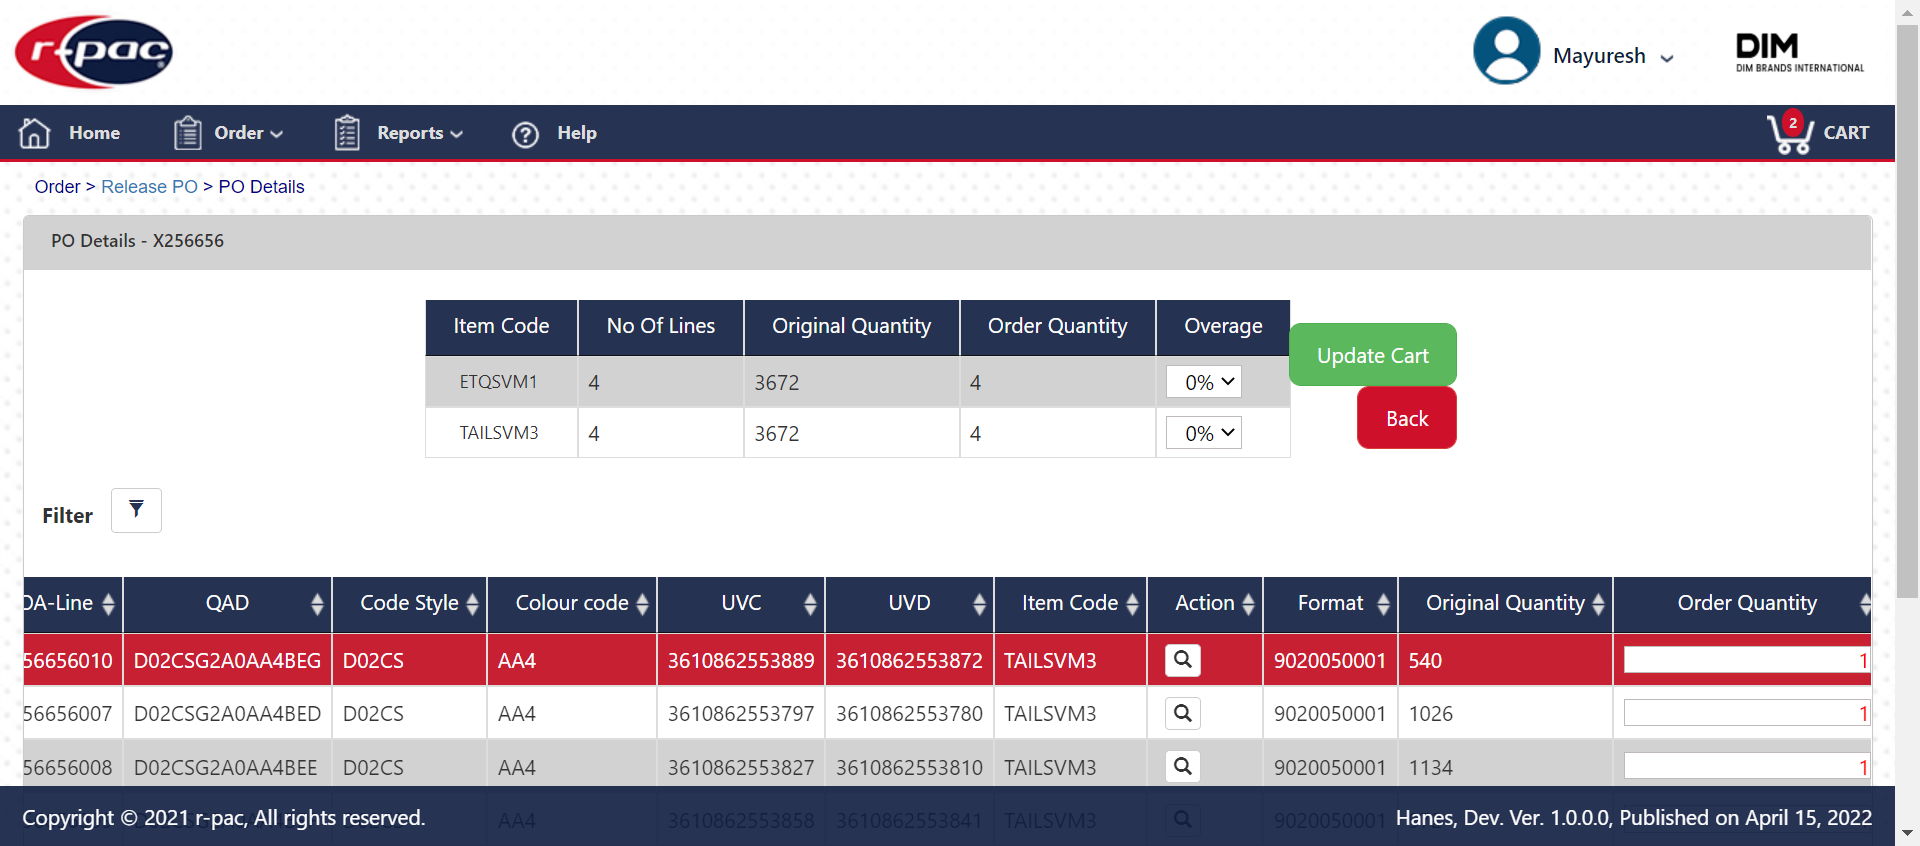 r-pac
Mayuresh
DIM
DIM BRANDS INTERNATIONAL
Home Order Reports Help 2 CART
Order > Release PO > PO Details
PO Details - X256656
Item Code No Of Lines Original Quantity Order Quantity Overage
ETQSVM1 4 3672 4 0%
TAILSVM3 4 3672 4 0%
Update Cart
Back
Filter
OA-Line QAD Code Style Colour code UVC UVD Item Code Action Format Original Quantity Order Quantity
56656010 D02CSG2A0AA4BEG D02CS AA4 3610862553889 3610862553872 TAILSVM3 9020050001 540 1
56656007 D02CSG2A0AA4BED D02CS AA4 3610862553797 3610862553780 TAILSVM3 9020050001 1026 1
56656008 D02CSG2A0AA4BEE D02CS AA4 3610862553827 3610862553810 TAILSVM3 9020050001 1134 1
AA4 3610862553858 3610862553841 TAILSVM3 9020050001
Copyright © 2021 r-pac, All rights reserved.
Hanes, Dev. Ver. 1.0.0.0, Published on April 15, 2022